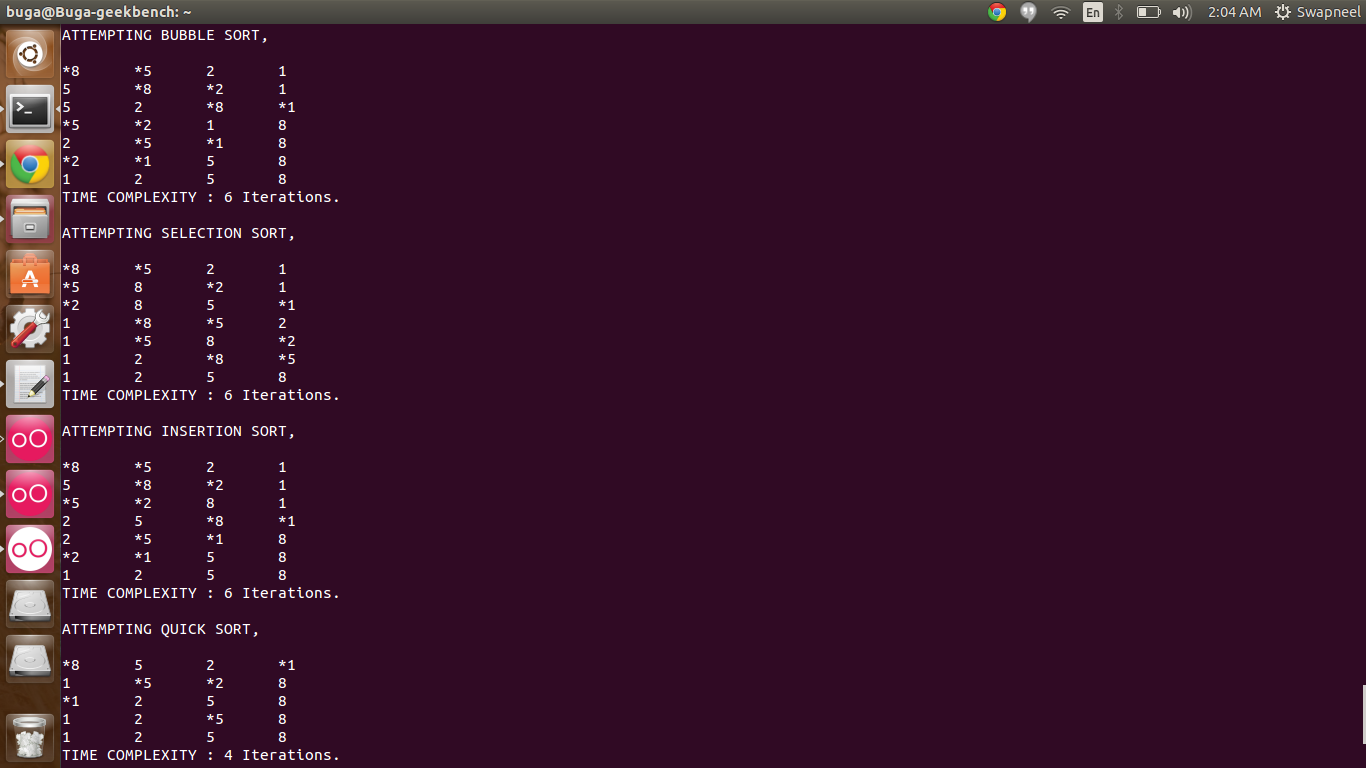 buga@Buga-geekbench: ~ En 2:04 AM Swapneel
ATTEMPTING BUBBLE SORT,
*8 *5 2 1
5 *8 *2 1
5 2 *8 *1
*5 *2 1 8
2 *5 *1 8
*2 *1 5 8
1 2 5 8
TIME COMPLEXITY : 6 Iterations.
ATTEMPTING SELECTION SORT,
*8 *5 2 1
*5 8 *2 1
*2 8 5 *1
1 *8 *5 2
1 *5 8 *2
1 2 *8 *5
1 2 5 8
TIME COMPLEXITY : 6 Iterations.
ATTEMPTING INSERTION SORT,
*8 *5 2 1
5 *8 *2 1
*5 *2 8 1
2 5 *8 *1
2 *5 *1 8
*2 *1 5 8
1 2 5 8
TIME COMPLEXITY : 6 Iterations.
ATTEMPTING QUICK SORT,
*8 5 2 *1
1 *5 *2 8
*1 2 5 8
1 2 *5 8
1 2 5 8
TIME COMPLEXITY : 4 Iterations.